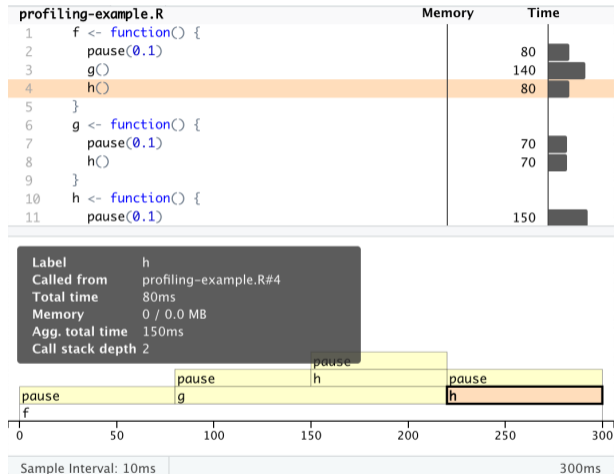 profiling-example.R Memory Time
1 f <- function() {
2 pause(0.1) 80
3 g() 140
4 h() 80
5 }
6 g <- function() {
7 pause(0.1) 70
8 h() 70
9 }
10 h <- function() {
11 pause(0.1) 150
Label h
Called from profiling-example.R#4
Total time 80ms
Memory 0 / 0.0 MB
Agg. total time 150ms
Call stack depth 2
pause
pause h pause
pause g h
f
0 50 100 150 200 250 300
Sample Interval: 10ms 300ms